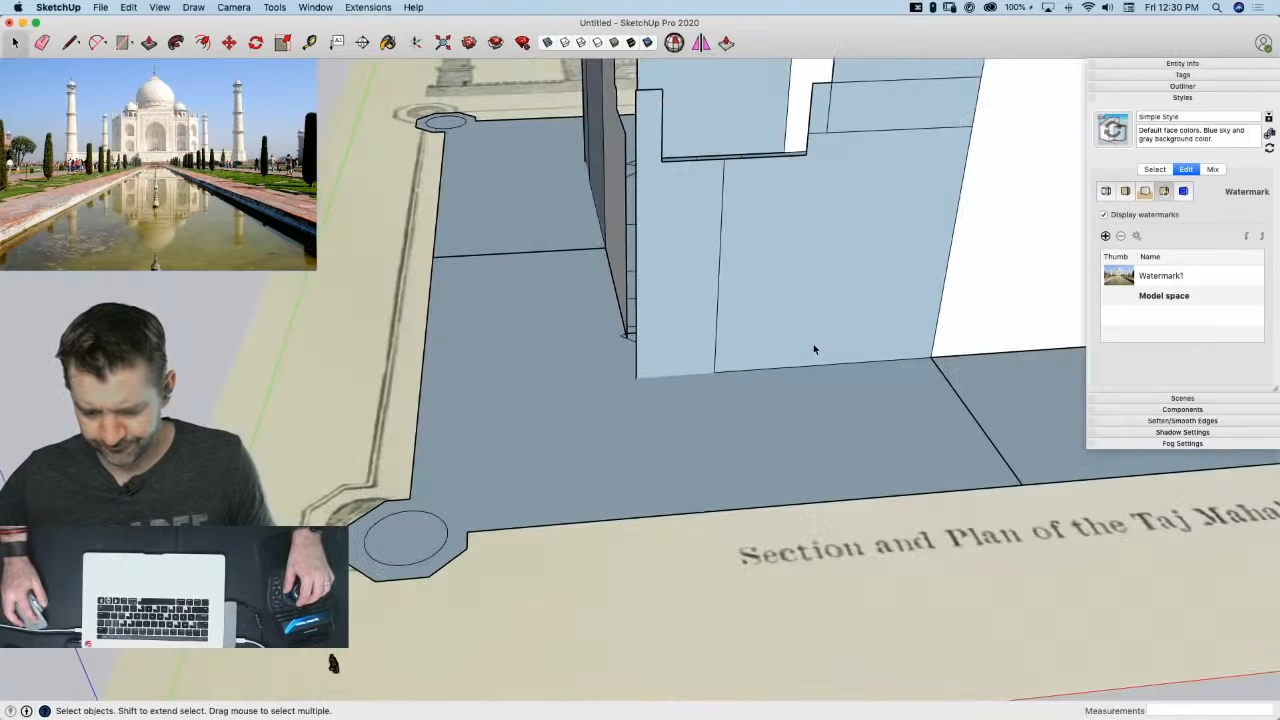 SketchUp File Edit View Draw Camera Tools Window Extensions Help
100% Fri 12:30 PM
Untitled - SketchUp Pro 2020
Entity Info
Tags
Outliner
Styles
Simple Style
Default face colors. Blue sky and
gray background color.
Select Edit Mix
Watermark
Display watermarks
Thumb Name
Watermark1
Model space
Scenes
Components
Soften/Smooth Edges
Shadow Settings
Fog Settings
Section and Plan of the Taj Maha
Select objects. Shift to extend select. Drag mouse to select multiple.
Measurements